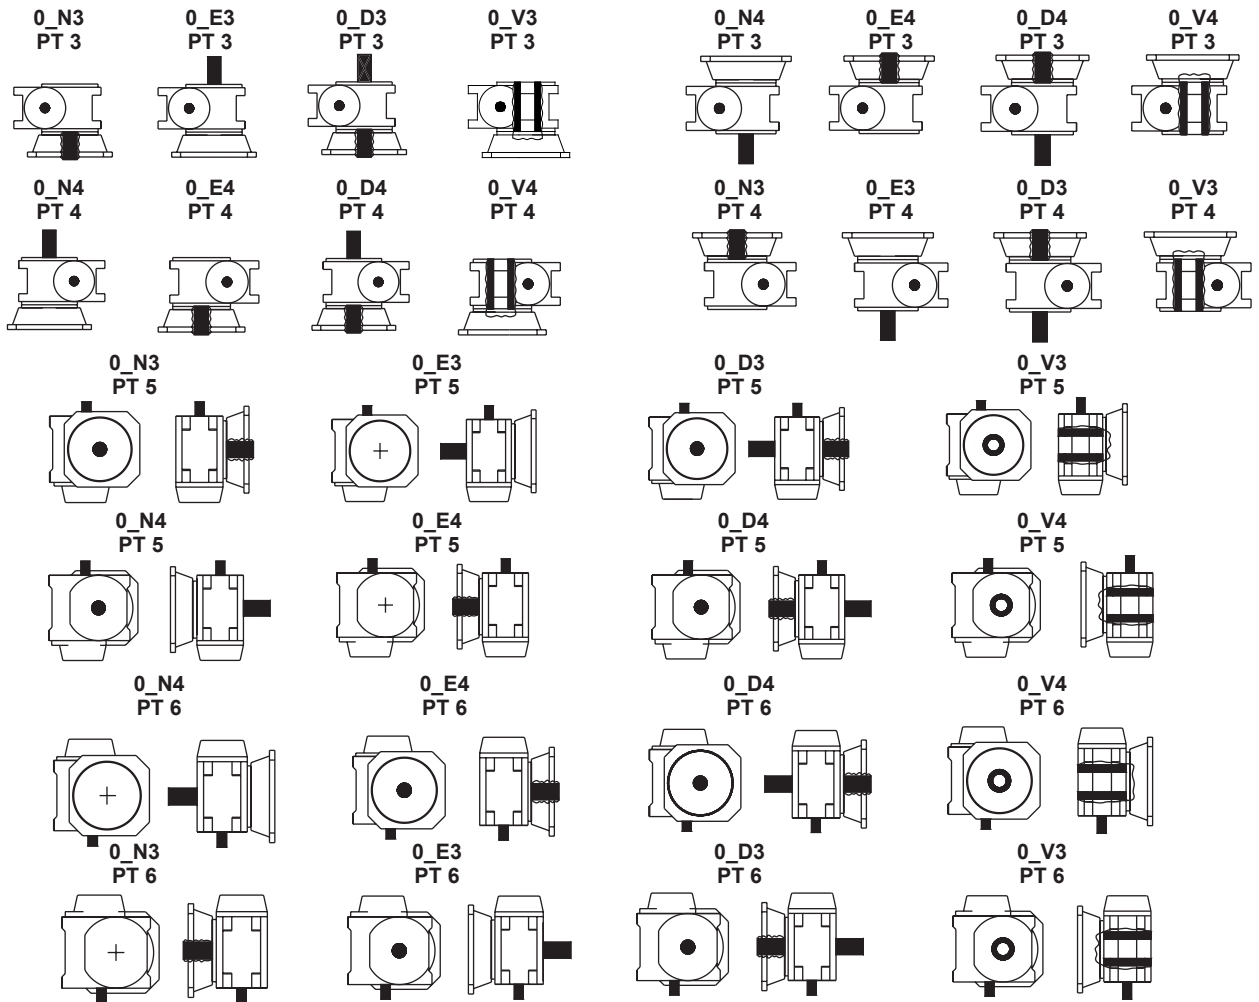 0_N3 0_E3 0_D3 0_V3 0_N4 0_E4 0_D4 0_V4
PT 3 PT 3 PT 3 PT 3 PT 3 PT 3 PT 3 PT 3
0_N4 0_E4 0_D4 0_V4 0_N3 0_E3 0_D3 0_V3
PT 4 PT 4 PT 4 PT 4 PT 4 PT 4 PT 4 PT 4
0_N3 0_E3 0_D3 0_V3
PT 5 PT 5 PT 5 PT 5
0_N4 0_E4 0_D4 0_V4
PT 5 PT 5 PT 5 PT 5
0_N4 0_E4 0_D4 0_V4
PT 6 PT 6 PT 6 PT 6
0_N3 0_E3 0_D3 0_V3
PT 6 PT 6 PT 6 PT 6